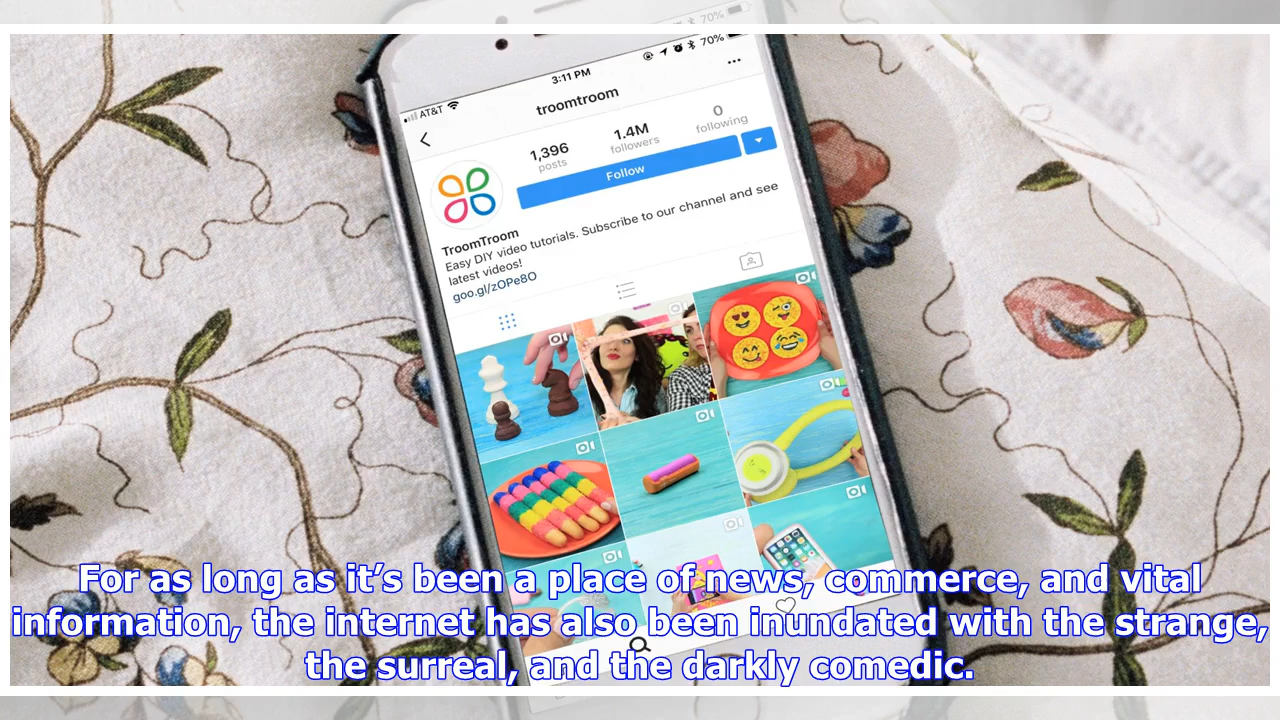 70%
AT&T
3:11 PM
70%
troomtroom
1,396
posts
1.4M
followers
0
following
Follow
TroomTroom
Easy DIY video tutorials. Subscribe to our channel and see
latest videos!
goo.gl/zOPe8O
For as long as it’s been a place of news, commerce, and vital
information, the internet has also been inundated with the strange,
the surreal, and the darkly comedic.